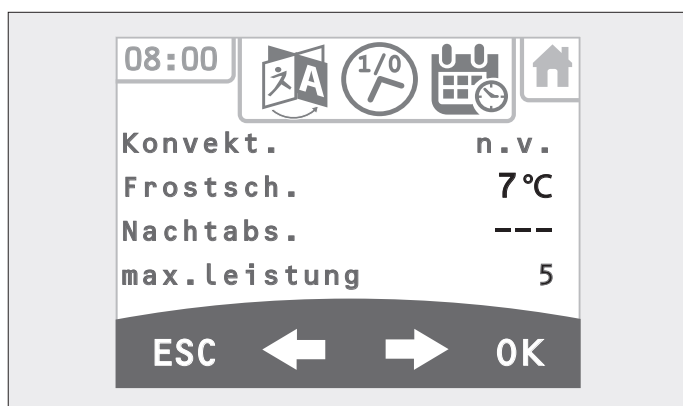 08:00 A 1/0
Konvekt. n.v.
Frostsch. 7°C
Nachtabs. ---
max.leistung 5
ESC OK